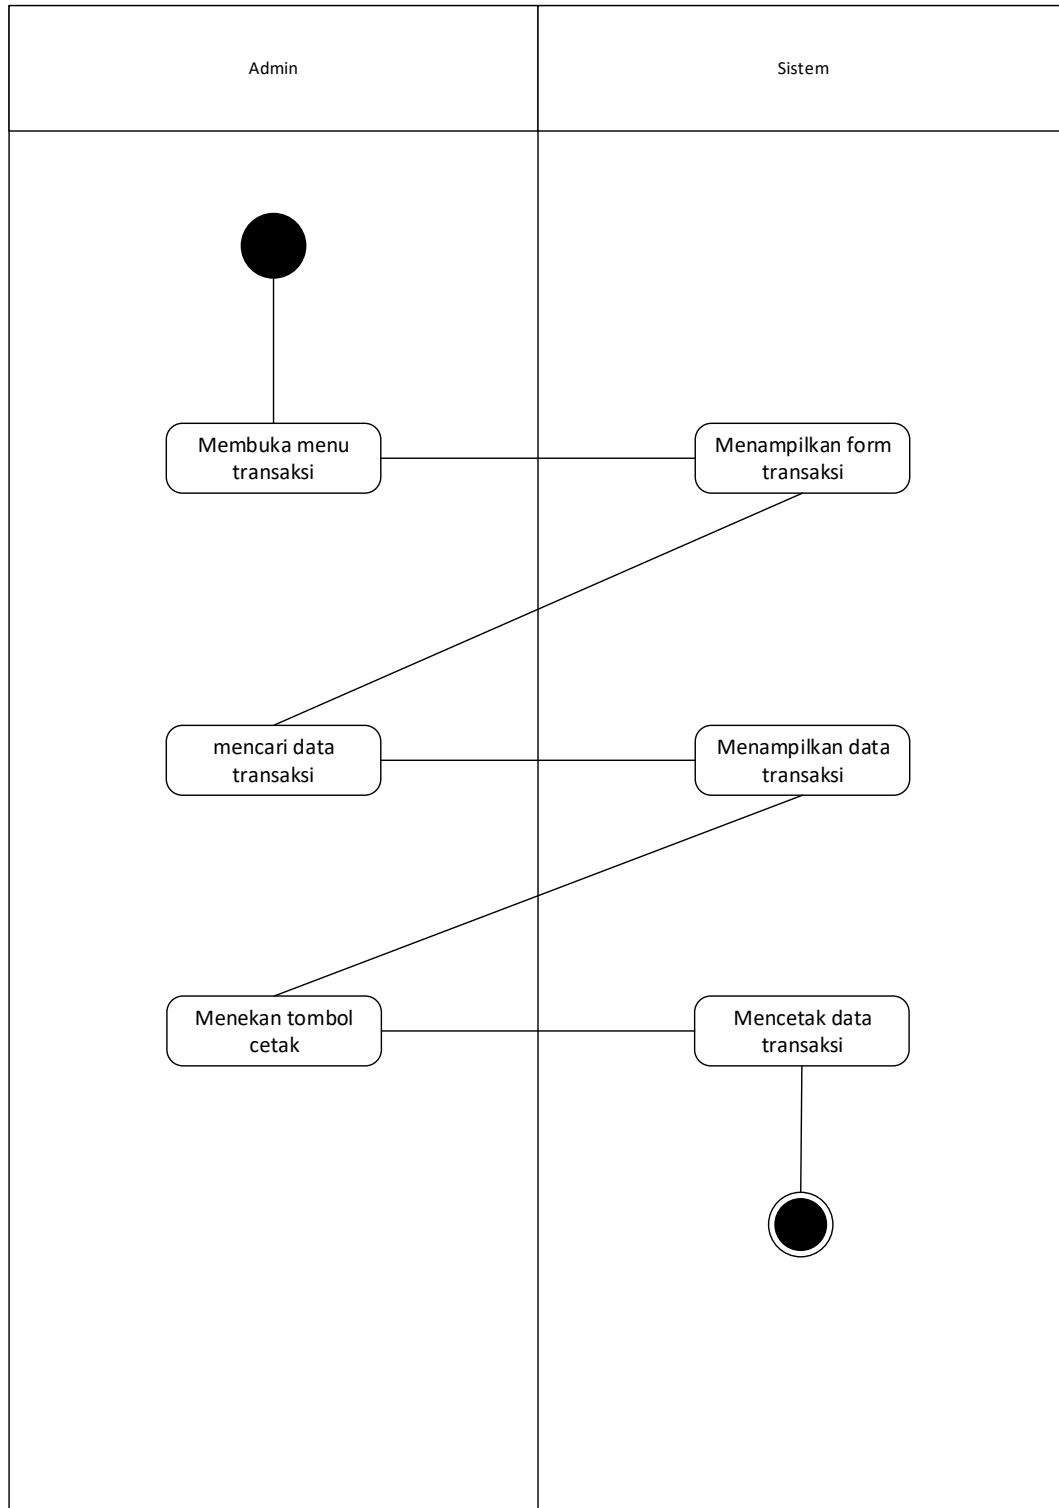 Admin
Sistem
Membuka menu
transaksi
Menampilkan form
transaksi
mencari data
transaksi
Menampilkan data
transaksi
Menekan tombol
cetak
Mencetak data
transaksi